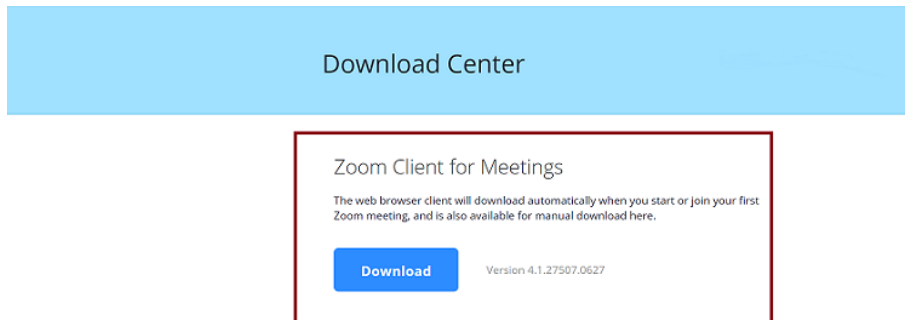 Download Center
Zoom Client for Meetings
The web browser client will download automatically when you start or join your first
Zoom meeting, and is also available for manual download here.
Download
Version 4.1.27507.0627